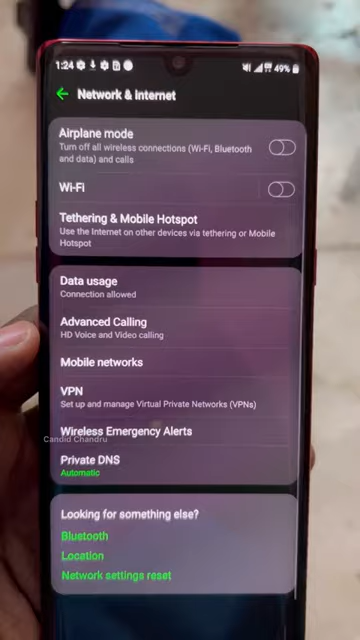 1:24 49%
Network & Internet
Airplane mode
Turn off all wireless connections (Wi-Fi, Bluetooth
and data) and calls
Wi-Fi
Tethering & Mobile Hotspot
Use the Internet on other devices via tethering or Mobile
Hotspot
Data usage
Connection allowed
Advanced Calling
HD Voice and Video calling
Mobile networks
VPN
Set up and manage Virtual Private Networks (VPNs)
Wireless Emergency Alerts
Candid Chandru
Private DNS
Automatic
Looking for something else?
Bluetooth
Location
Network settings reset